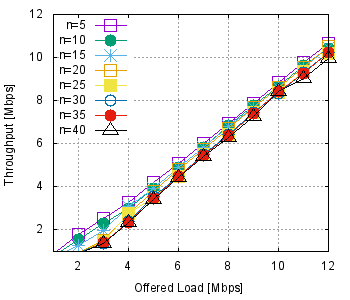 12
10
8
6
4
2
Throughput [Mbps]
n=5
n=10
n=15
n=20
n=25
n=30
n=35
n=40
2 4 6 8 10 12
Offered Load [Mbps]